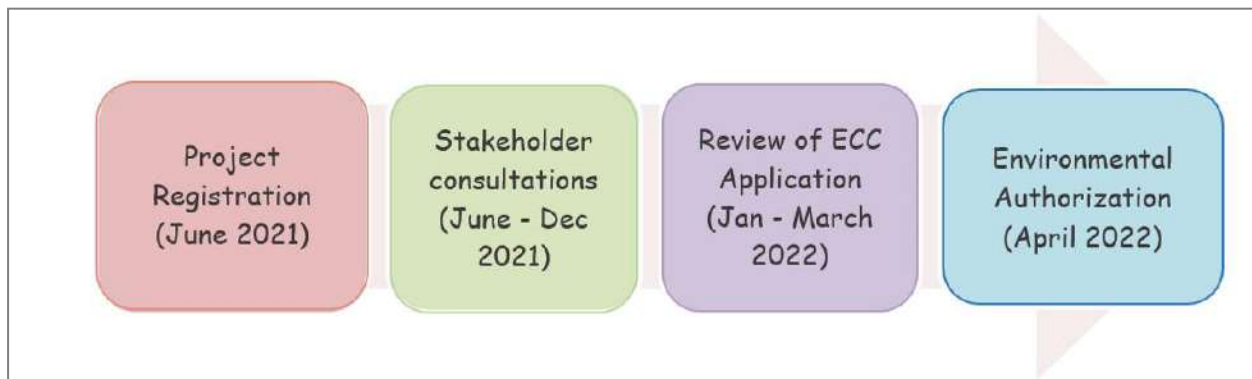 Project
Registration
(June 2021)
Stakeholder
consultations
(June - Dec
2021)
Review of ECC
Application
(Jan - March
2022)
Environmental
Authorization
(April 2022)